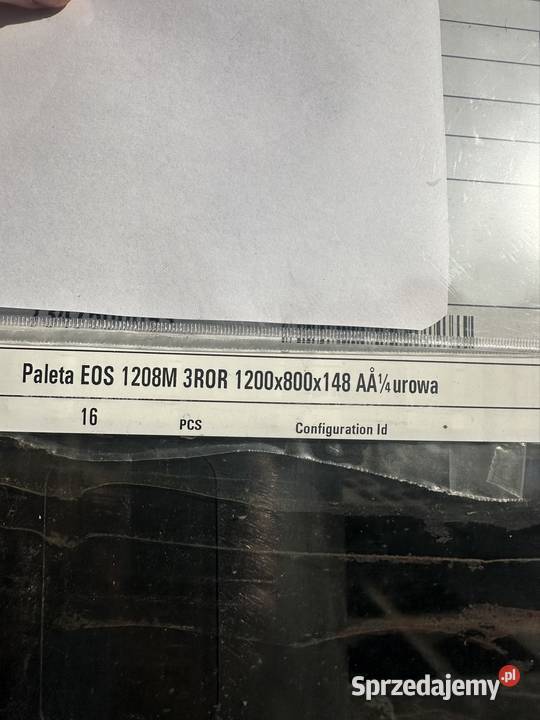 Paleta EOS 1208M 3ROR 1200x800x148 AÅ¼urowa
16 PCS Configuration Id
Sprzedajemy.pl